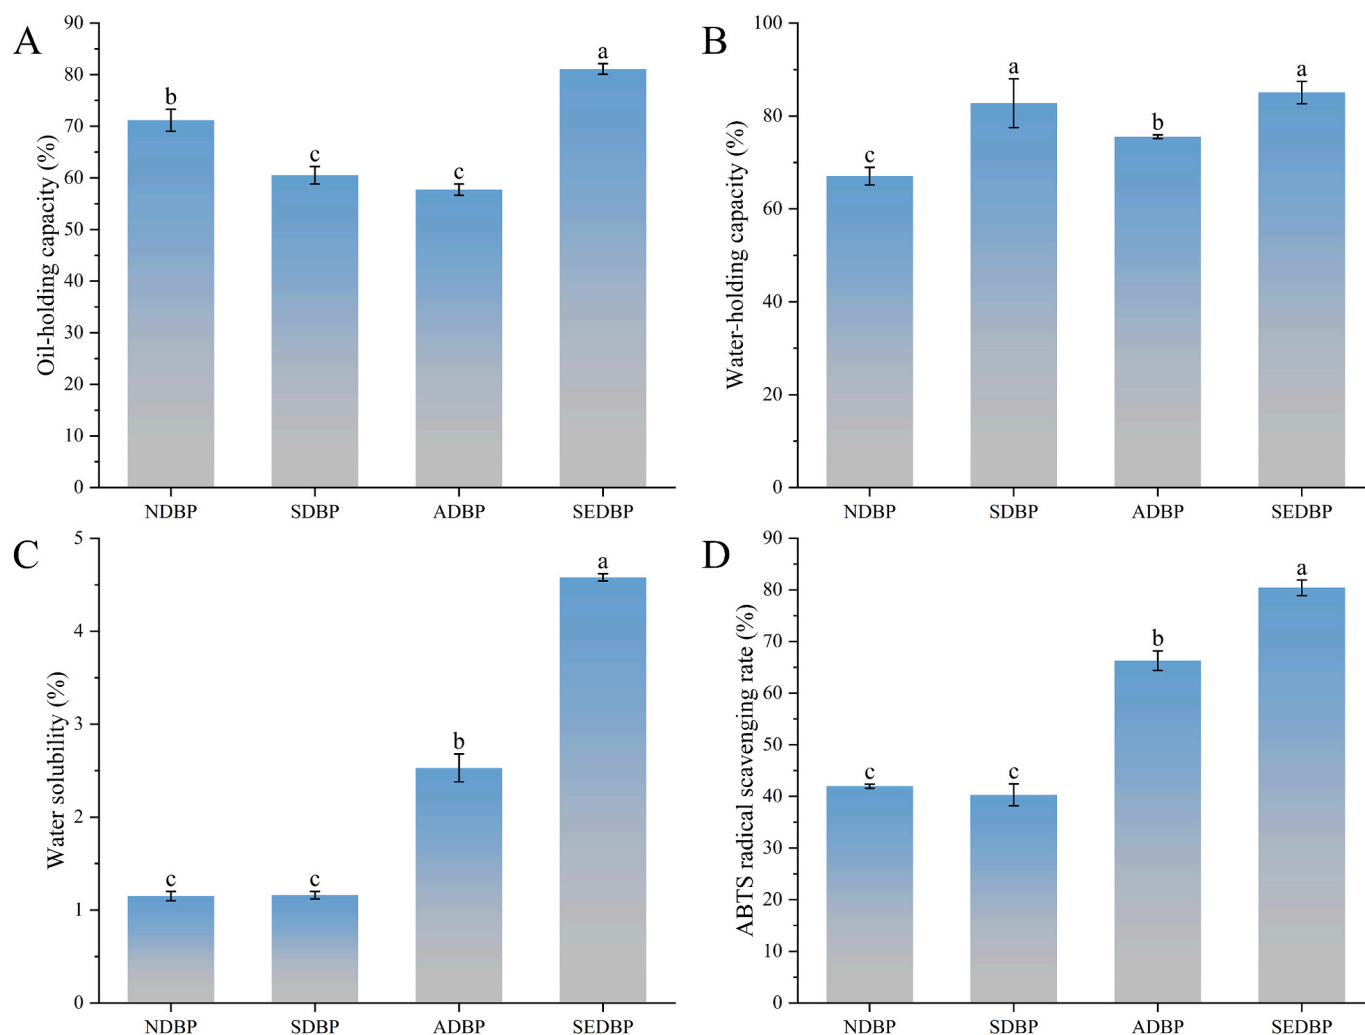 A
Oil-holding capacity (%)
90
80
70
60
50
40
30
20
10
0
b
c
c
a
NDBP SDBP ADBP SEDBP
B
Water-holding capacity (%)
100
80
60
40
20
0
c
a
b
a
NDBP SDBP ADBP SEDBP
C
Water solubility (%)
5
4
3
2
1
0
c
c
b
a
NDBP SDBP ADBP SEDBP
D
ABTS radical scavenging rate (%)
90
80
70
60
50
40
30
20
10
0
c
c
b
a
NDBP SDBP ADBP SEDBP